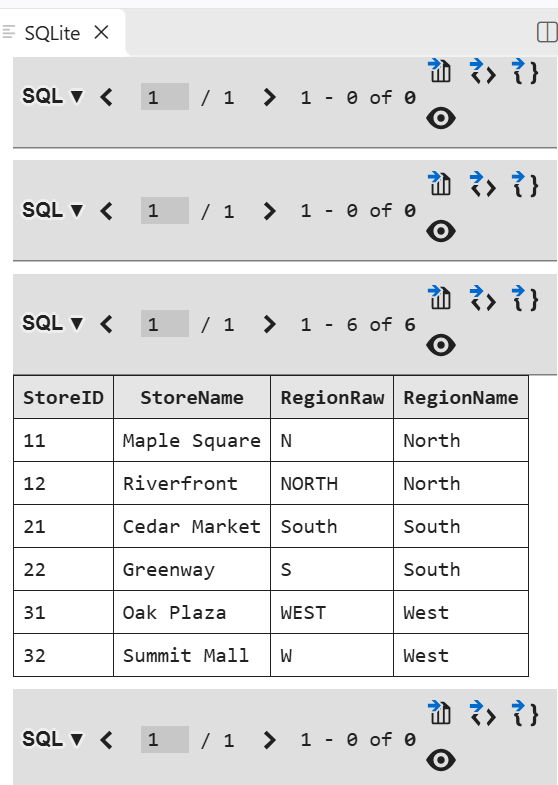 SQLite
SQL 1 / 1 1 - 0 of 0
SQL 1 / 1 1 - 0 of 0
SQL 1 / 1 1 - 6 of 6
StoreID StoreName RegionRaw RegionName
11 Maple Square N North
12 Riverfront NORTH North
21 Cedar Market South South
22 Greenway S South
31 Oak Plaza WEST West
32 Summit Mall W West
SQL 1 / 1 1 - 0 of 0